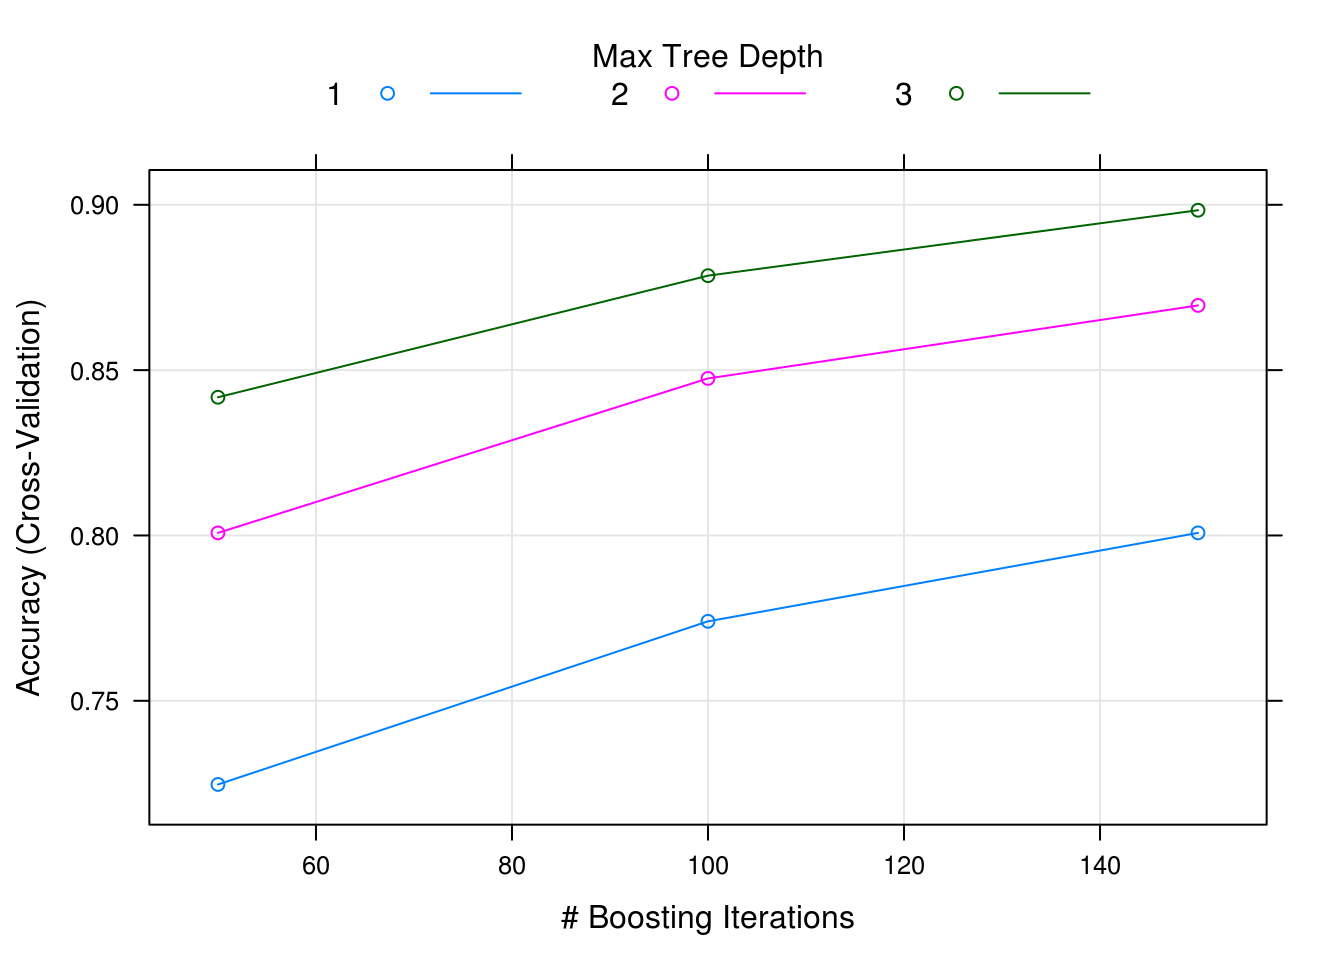 Max Tree Depth
1 2 3
0.90
0.85
0.80
0.75
Accuracy (Cross-Validation)
60 80 100 120 140
# Boosting Iterations